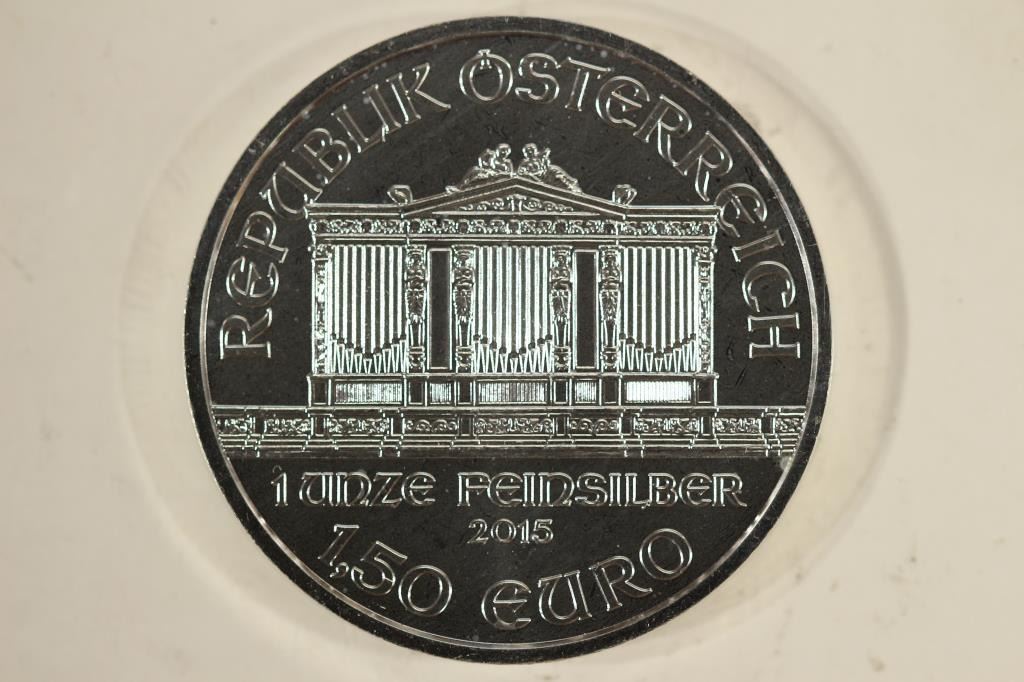 REPUBLIK ÖSTERREICH
1 UNZE FEINSILBER
2015
1,50 EURO